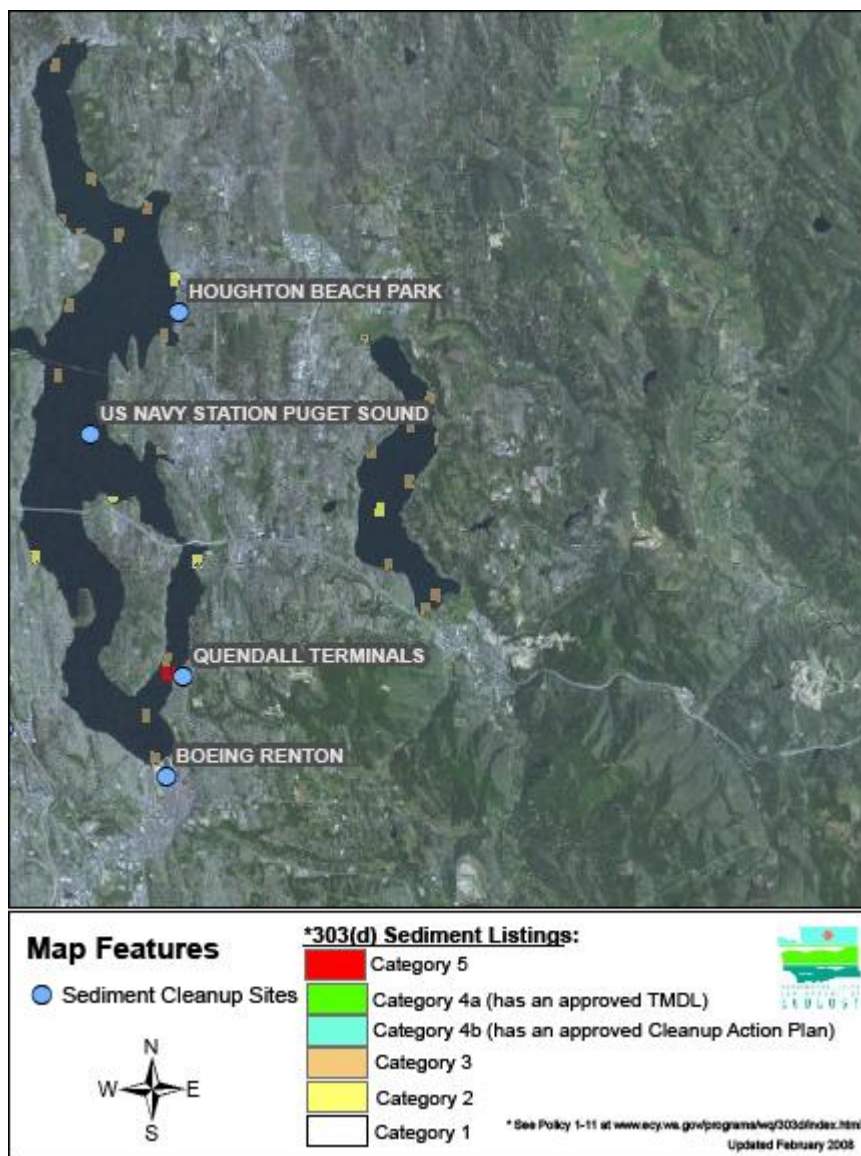 HOUGHTON BEACH PARK
US NAVY STATION PUGET SOUND
QUENDALL TERMINALS
BOEING RENTON
Map Features
Sediment Cleanup Sites
N
W E
S
*303(d) Sediment Listings:
Category 5
Category 4a (has an approved TMDL)
Category 4b (has an approved Cleanup Action Plan)
Category 3
Category 2
Category 1
ECOLOGY
* See Policy 1-11 at www.ecy.wa.gov/programs/wq/303d/index.html
Updated February 2008